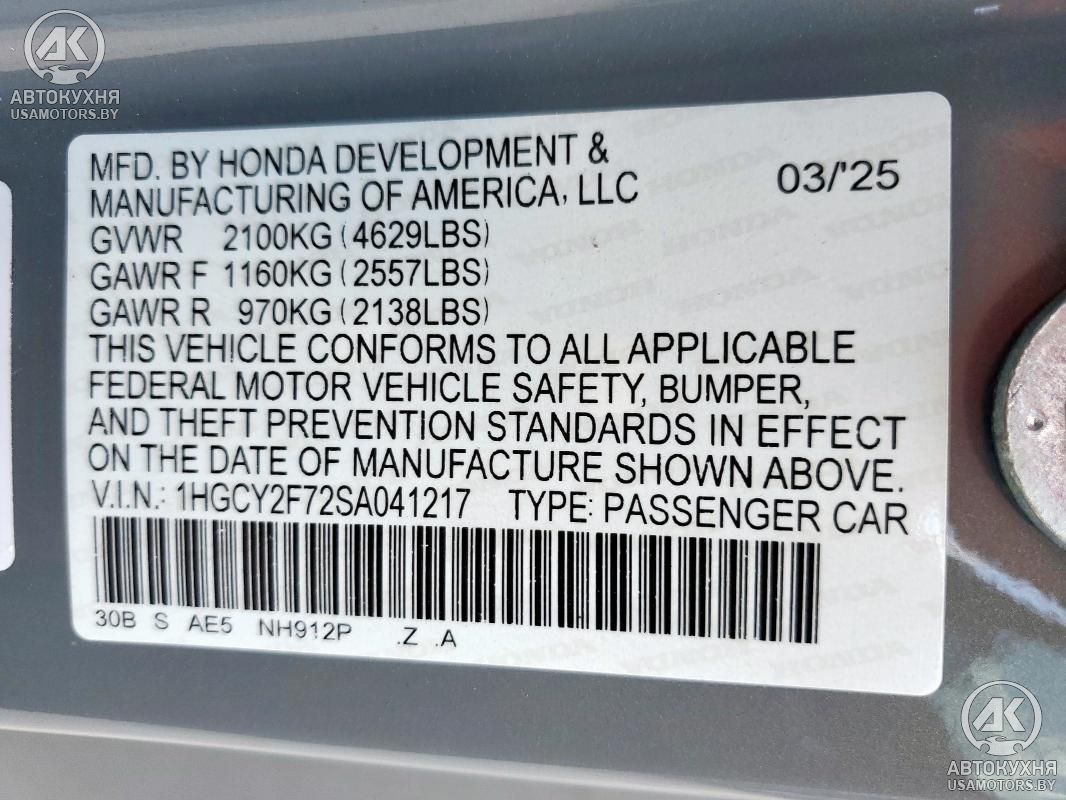 AK
АВТОКУХНЯ
USAMOTORS.BY
MFD. BY HONDA DEVELOPMENT &
MANUFACTURING OF AMERICA, LLC
03/'25
GVWR 2100KG (4629LBS)
GAWR F 1160KG (2557LBS)
GAWR R 970KG (2138LBS)
THIS VEHICLE CONFORMS TO ALL APPLICABLE
FEDERAL MOTOR VEHICLE SAFETY, BUMPER,
AND THEFT PREVENTION STANDARDS IN EFFECT
ON THE DATE OF MANUFACTURE SHOWN ABOVE.
V.I.N.: 1HGCY2F72SA041217 TYPE: PASSENGER CAR
30B S AE5 NH912P .Z .A
AK
АВТОКУХНЯ
USAMOTORS.BY